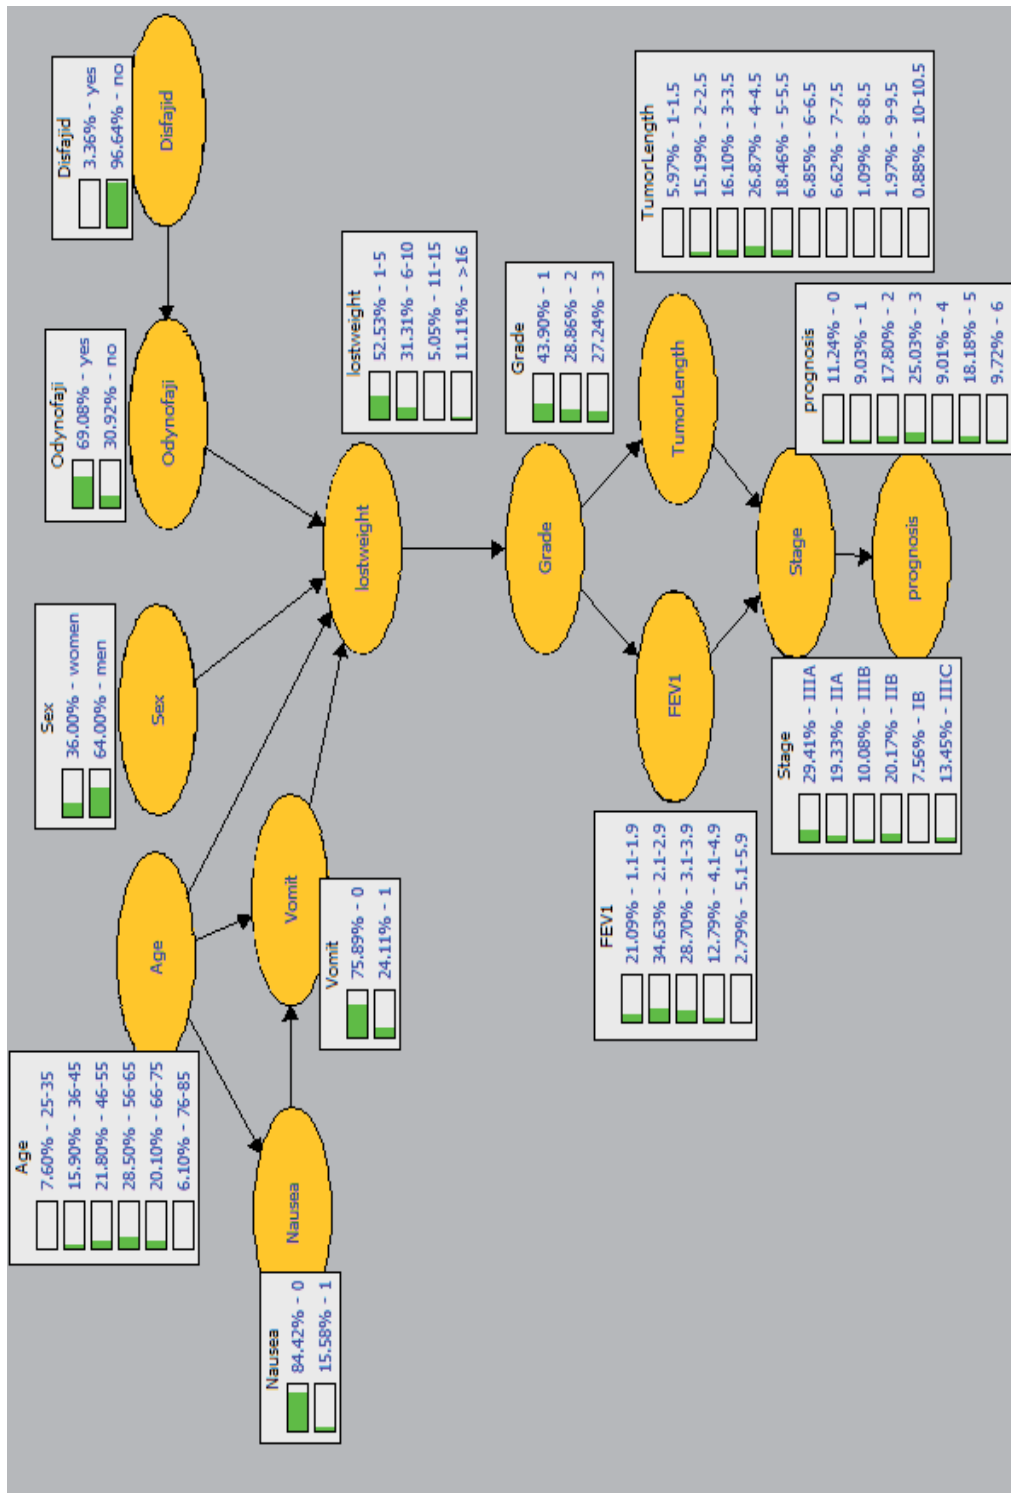 Disfajid
3.36% - yes
96.64% - no
Disfajid
Odynofaji
69.08% - yes
30.92% - no
Odynofaji
Sex
36.00% - women
64.00% - men
Sex
Age
7.60% - 25-35
15.90% - 36-45
21.80% - 46-55
28.50% - 56-65
20.10% - 66-75
6.10% - 76-85
Age
Nausea
84.42% - 0
15.58% - 1
Nausea
Vomit
Vomit
75.89% - 0
24.11% - 1
lostweight
52.53% - 1-5
31.31% - 6-10
5.05% - 11-15
11.11% - >16
lostweight
Grade
43.90% - 1
28.86% - 2
27.24% - 3
Grade
FEV1
21.09% - 1.1-1.9
34.63% - 2.1-2.9
28.70% - 3.1-3.9
12.79% - 4.1-4.9
2.79% - 5.1-5.9
FEV1
TumorLength
5.97% - 1-1.5
15.19% - 2-2.5
16.10% - 3-3.5
26.87% - 4-4.5
18.46% - 5-5.5
6.85% - 6-6.5
6.62% - 7-7.5
1.09% - 8-8.5
1.97% - 9-9.5
0.88% - 10-10.5
TumorLength
Stage
29.41% - IIIA
19.33% - IIA
10.08% - IIIB
20.17% - IIB
7.56% - IB
13.45% - IIIC
Stage
prognosis
11.24% - 0
9.03% - 1
17.80% - 2
25.03% - 3
9.01% - 4
18.18% - 5
9.72% - 6
prognosis